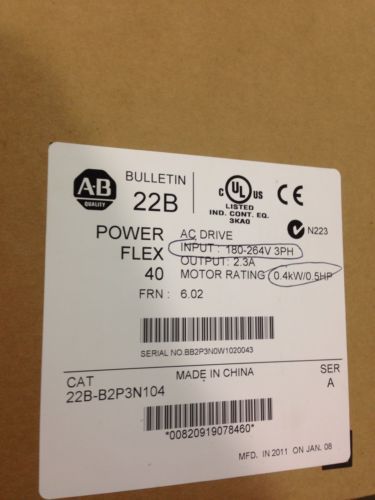 A-B
QUALITY
BULLETIN
22B
C UL US
LISTED
IND. CONT. EQ.
3KA0
CE
N223
POWER
FLEX
40
AC DRIVE
INPUT : 180-264V 3PH
OUTPUT: 2.3A
MOTOR RATING :0.4kW/0.5HP
FRN : 6.02
SERIAL NO.BB2P3N0W1020043
CAT
22B-B2P3N104
MADE IN CHINA
SER
A
*00820919078460*
MFD. IN 2011 ON JAN. 08